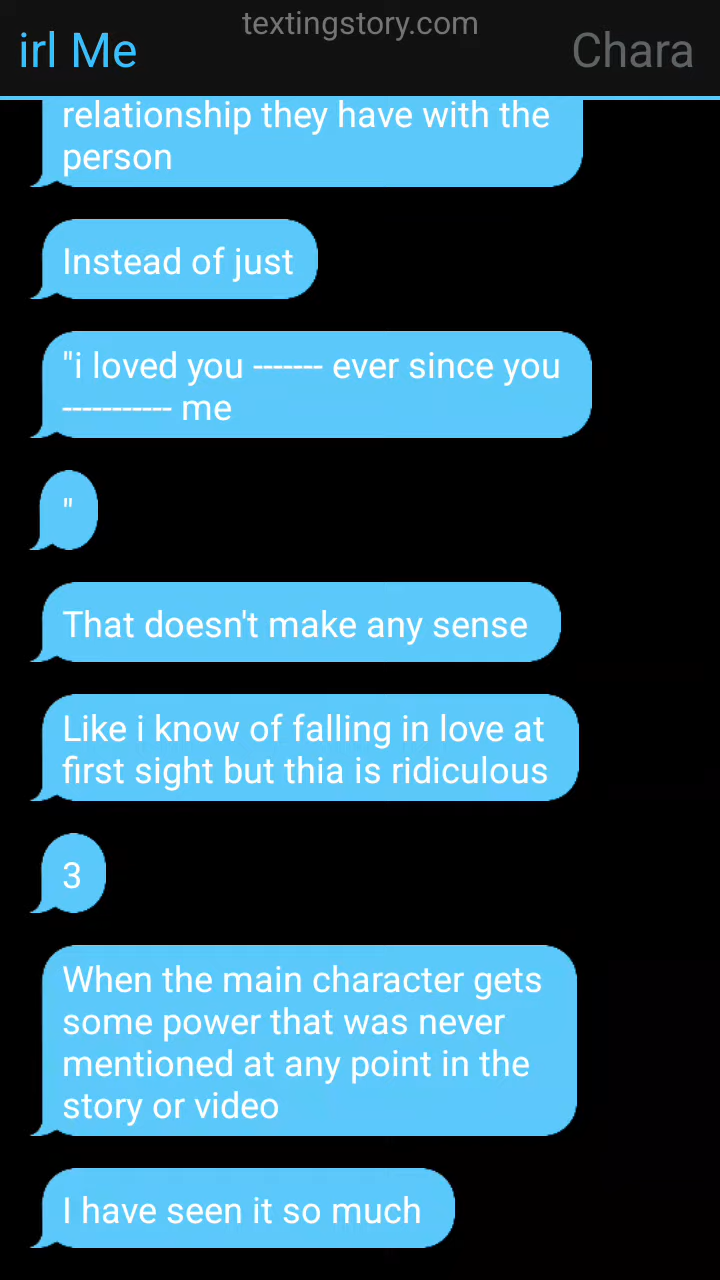 textingstory.com
irl Me
Chara
relationship they have with the
person
Instead of just
"i loved you ------- ever since you
----------- me
"
That doesn't make any sense
Like i know of falling in love at
first sight but thia is ridiculous
3
When the main character gets
some power that was never
mentioned at any point in the
story or video
I have seen it so much